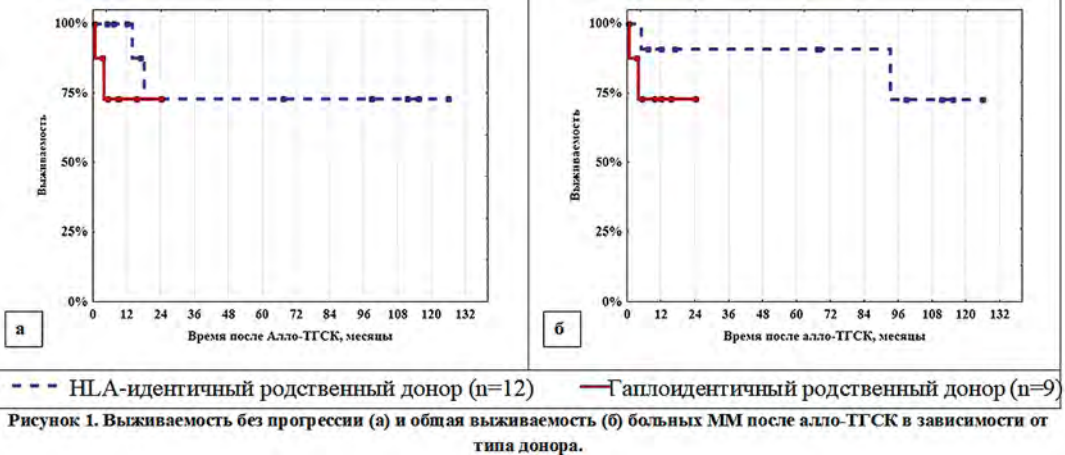 100%
75%
50%
25%
0%
Выживаемость
0 12 24 36 48 60 72 84 96 108 120 132
Время после Алло-ТГСК, месяцы
а
100%
75%
50%
25%
0%
Выживаемость
0 12 24 36 48 60 72 84 96 108 120 132
Время после алло-ТГСК, месяцы
б
HLA-идентичный родственный донор (n=12)
Гаплоидентичный родственный донор (n=9)
Рисунок 1. Выживаемость без прогрессии (а) и общая выживаемость (б) больных ММ после алло-ТГСК в зависимости от
типа донора.